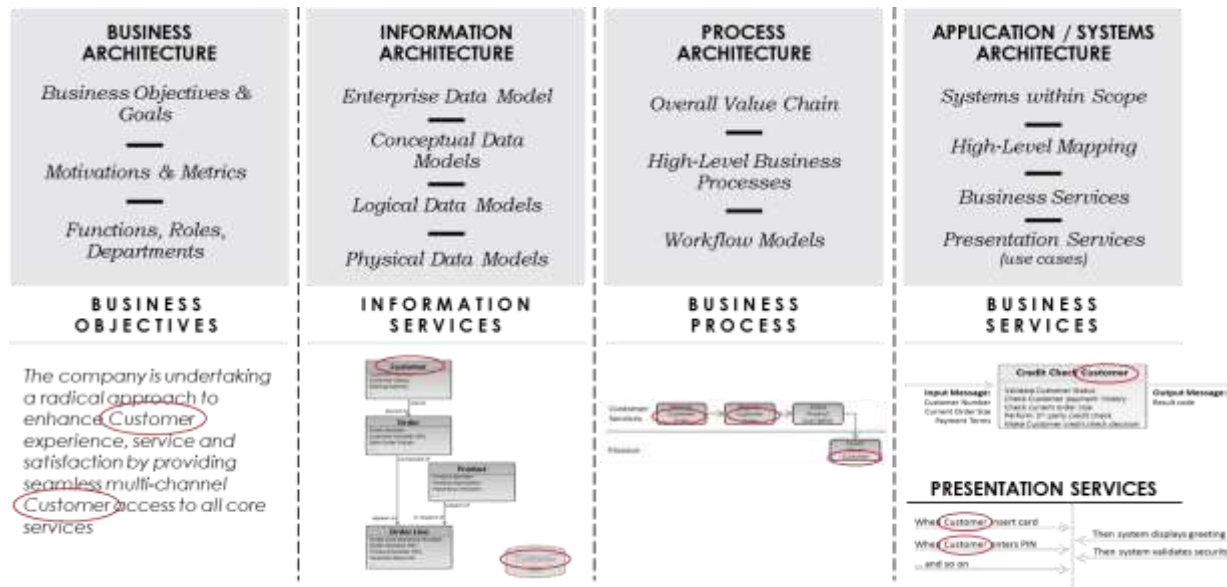 BUSINESS
ARCHITECTURE
Business Objectives &
Goals
Motivations & Metrics
Functions, Roles,
Departments
BUSINESS
OBJECTIVES
The company is undertaking
a radical approach to
enhance Customer
experience, service and
satisfaction by providing
seamless multi-channel
Customer access to all core
services
INFORMATION
ARCHITECTURE
Enterprise Data Model
Conceptual Data
Models
Logical Data Models
Physical Data Models
INFORMATION
SERVICES
Customer
Order
Product
Order Line
PROCESS
ARCHITECTURE
Overall Value Chain
High-Level Business
Processes
Workflow Models
BUSINESS
PROCESS
Customer
Services
Finance
Customer
APPLICATION / SYSTEMS
ARCHITECTURE
Systems within Scope
High-Level Mapping
Business Services
Presentation Services
(use cases)
BUSINESS
SERVICES
Credit Check Customer
Validate Customer Status
Check Customer payment history
Check current order size
Perform 3rd party credit check
Make Customer credit check decision
Input Message:
Customer Number
Current Order Size
Payment Terms
Output Message:
Result code
PRESENTATION SERVICES
When Customer insert card
Then system displays greeting
When Customer enters PIN
Then system validates security
... and so on